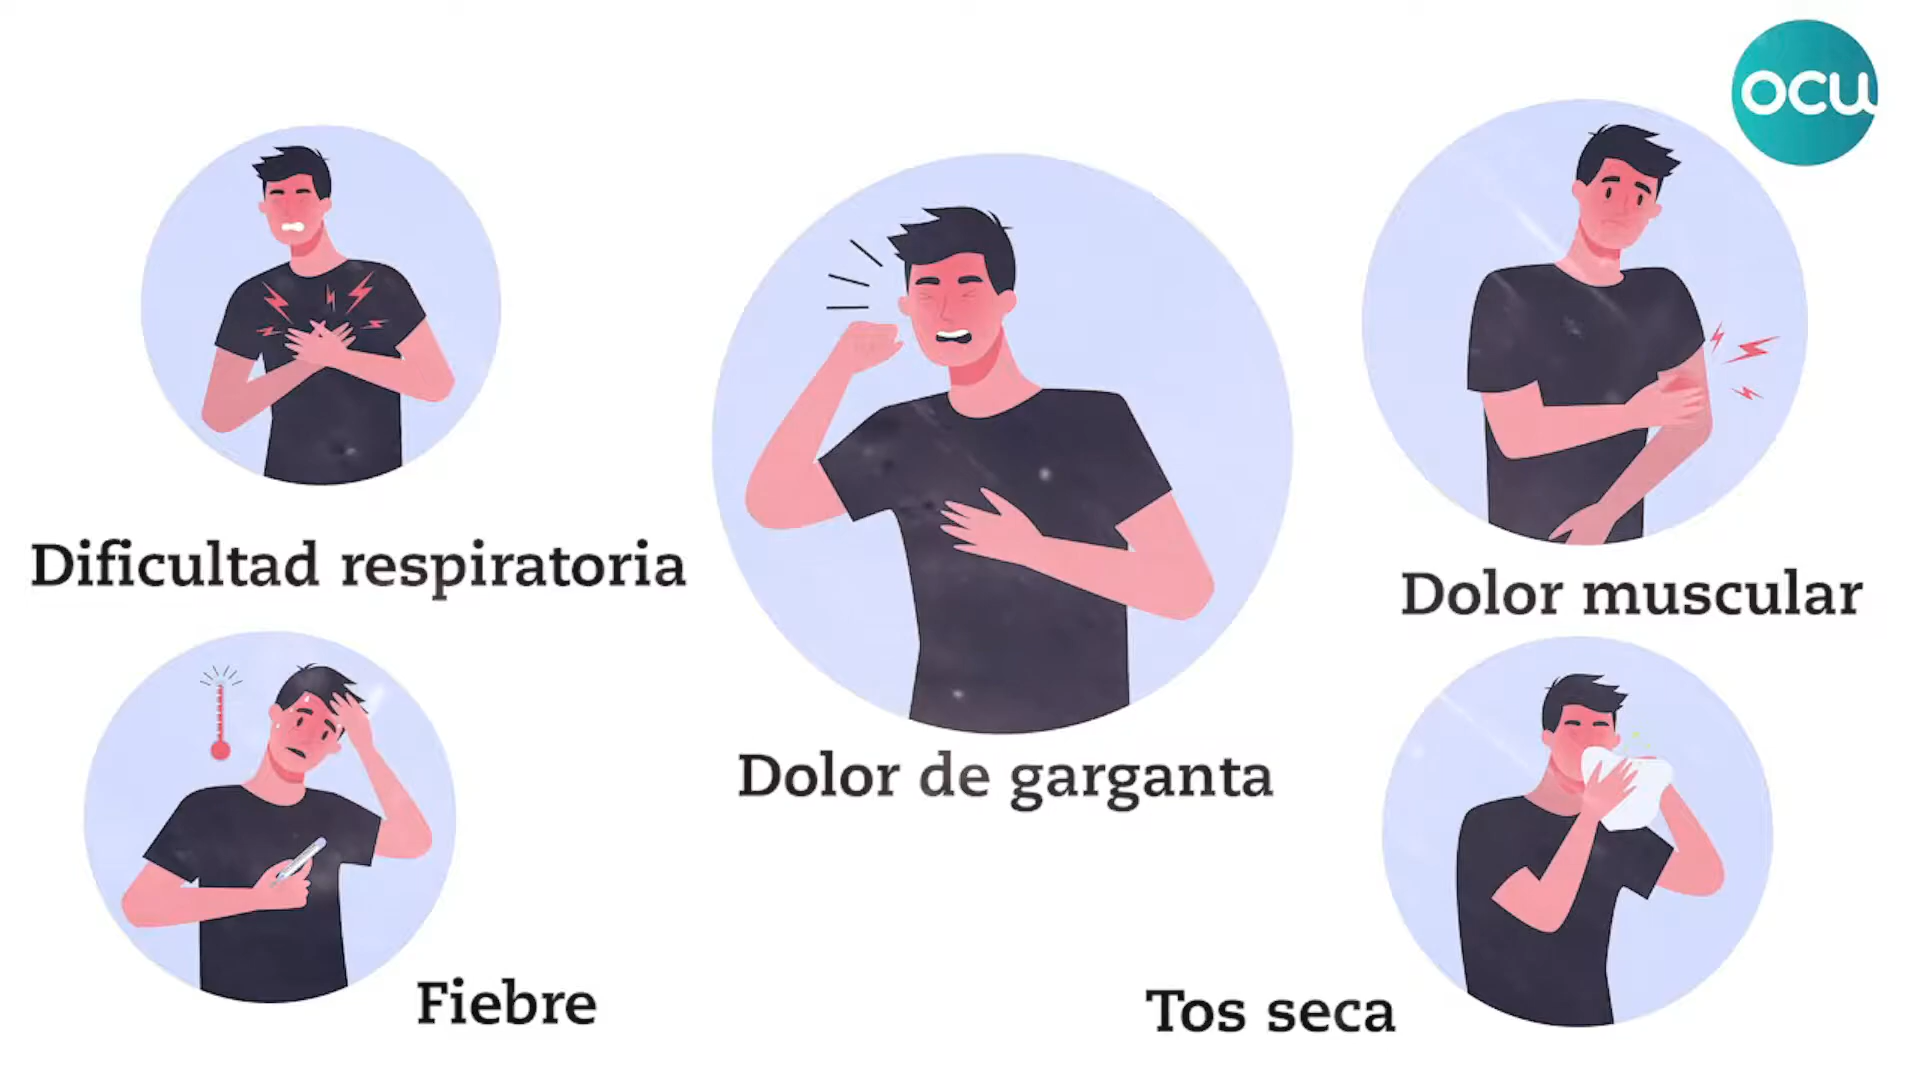 ocu
Dificultad respiratoria
Dolor de garganta
Dolor muscular
Fiebre
Tos seca